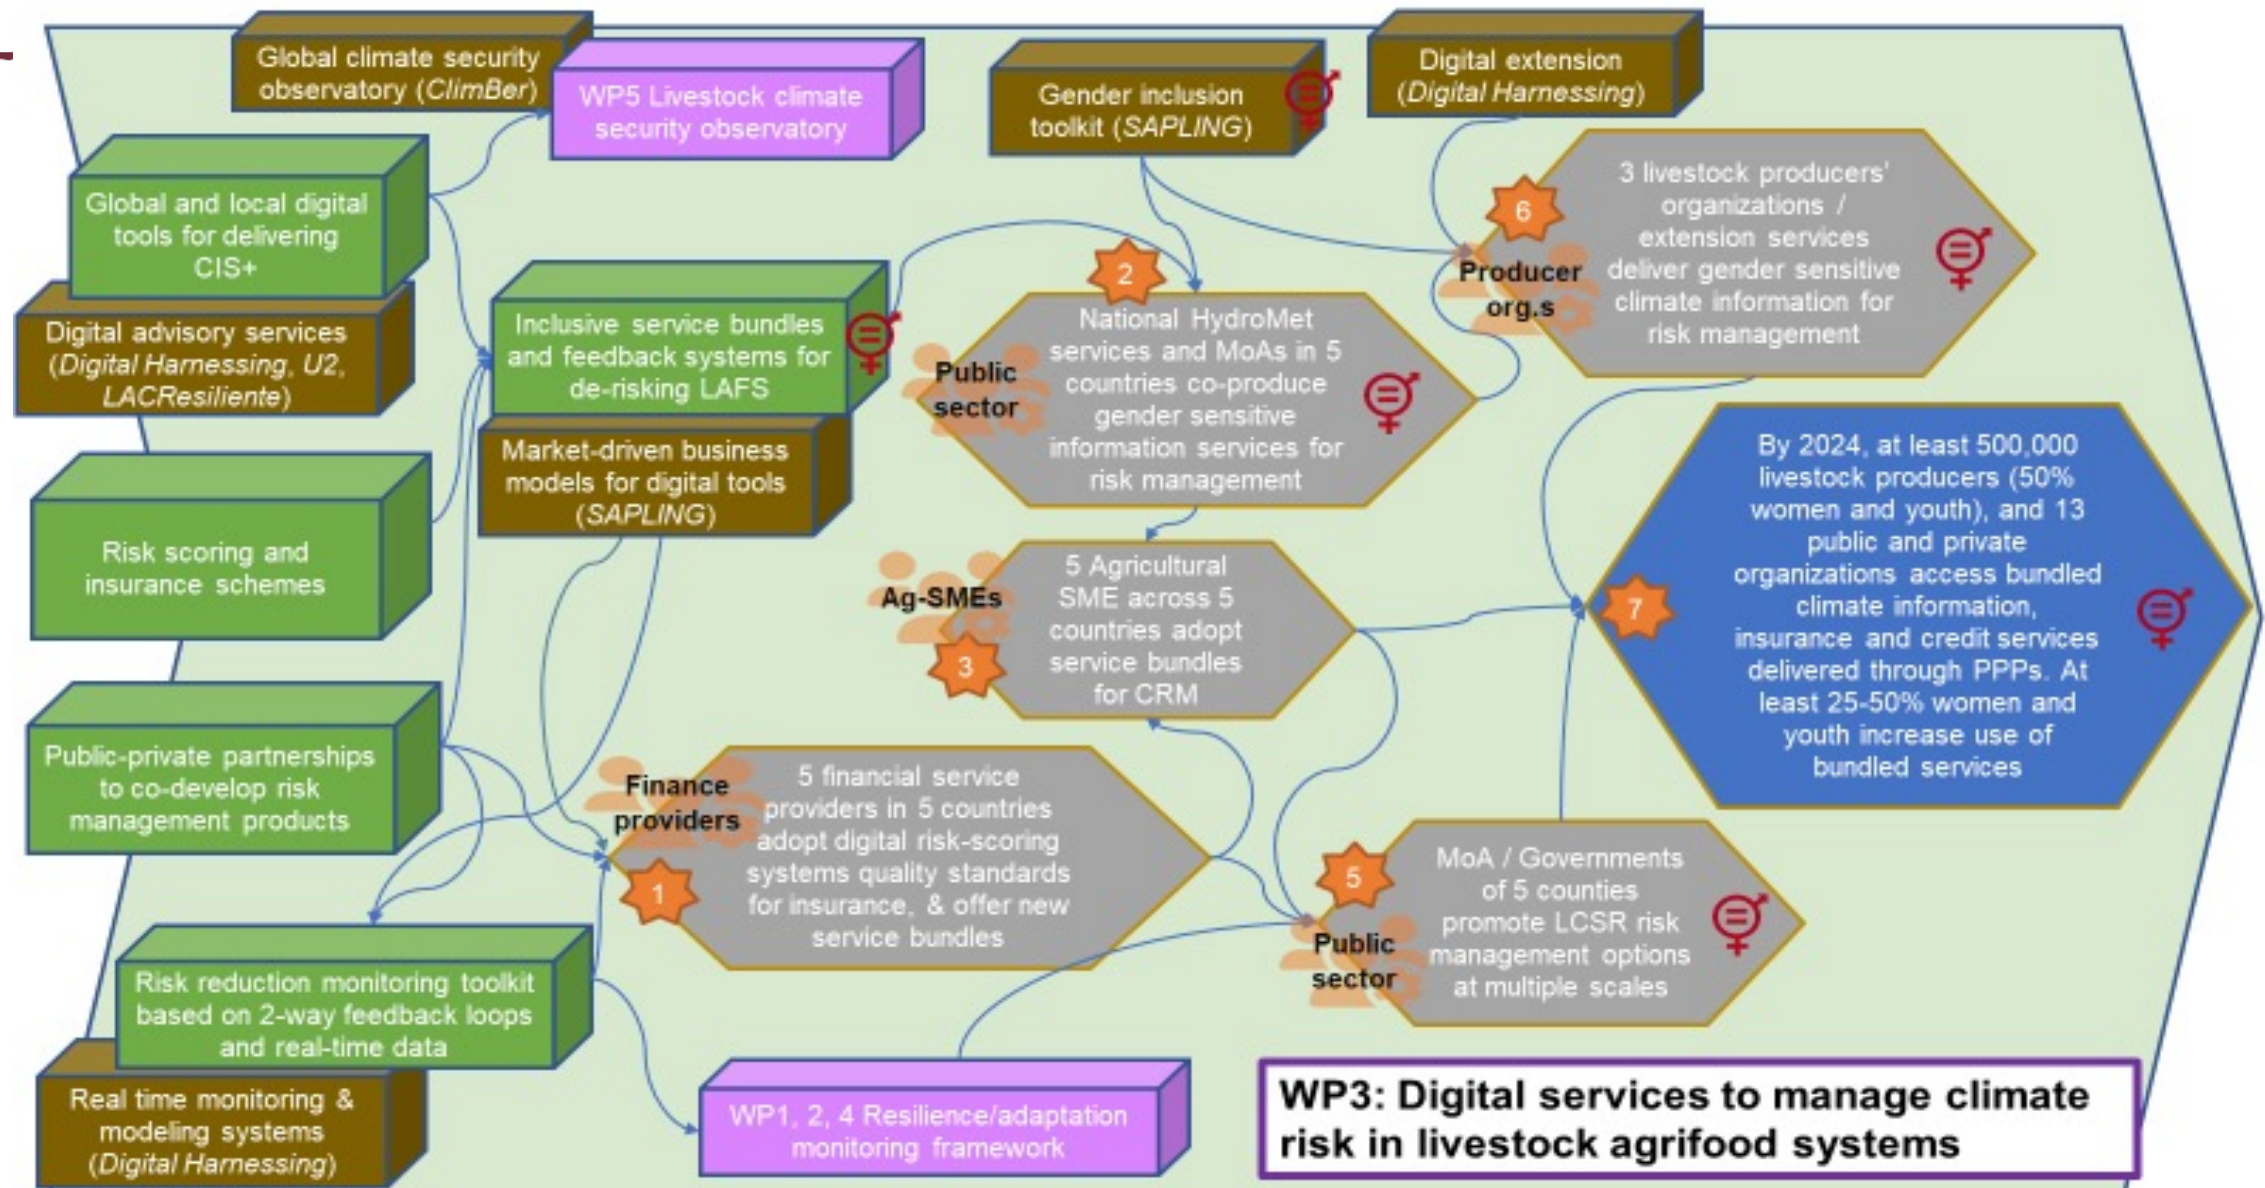 Global climate security
observatory (ClimBer)
WP5 Livestock climate
security observatory
Gender inclusion
toolkit (SAPLING)
Digital extension
(Digital Harnessing)
Global and local digital
tools for delivering
CIS+
Digital advisory services
(Digital Harnessing, U2,
LACResiliente)
Inclusive service bundles
and feedback systems for
de-risking LAFS
Market-driven business
models for digital tools
(SAPLING)
Risk scoring and
insurance schemes
Public-private partnerships
to co-develop risk
management products
Risk reduction monitoring toolkit
based on 2-way feedback loops
and real-time data
Real time monitoring &
modeling systems
(Digital Harnessing)
2
Public
sector
National HydroMet
services and MoAs in 5
countries co-produce
gender sensitive
information services for
risk management
6
Producer
org.s
3 livestock producers'
organizations /
extension services
deliver gender sensitive
climate information for
risk management
Ag-SMEs
3
5 Agricultural
SME across 5
countries adopt
service bundles
for CRM
Finance
providers
1
5 financial service
providers in 5 countries
adopt digital risk-scoring
systems quality standards
for insurance, & offer new
service bundles
5
Public
sector
MoA / Governments
of 5 counties
promote LCSR risk
management options
at multiple scales
7
By 2024, at least 500,000
livestock producers (50%
women and youth), and 13
public and private
organizations access bundled
climate information,
insurance and credit services
delivered through PPPs. At
least 25-50% women and
youth increase use of
bundled services
WP1, 2, 4 Resilience/adaptation
monitoring framework
WP3: Digital services to manage climate
risk in livestock agrifood systems